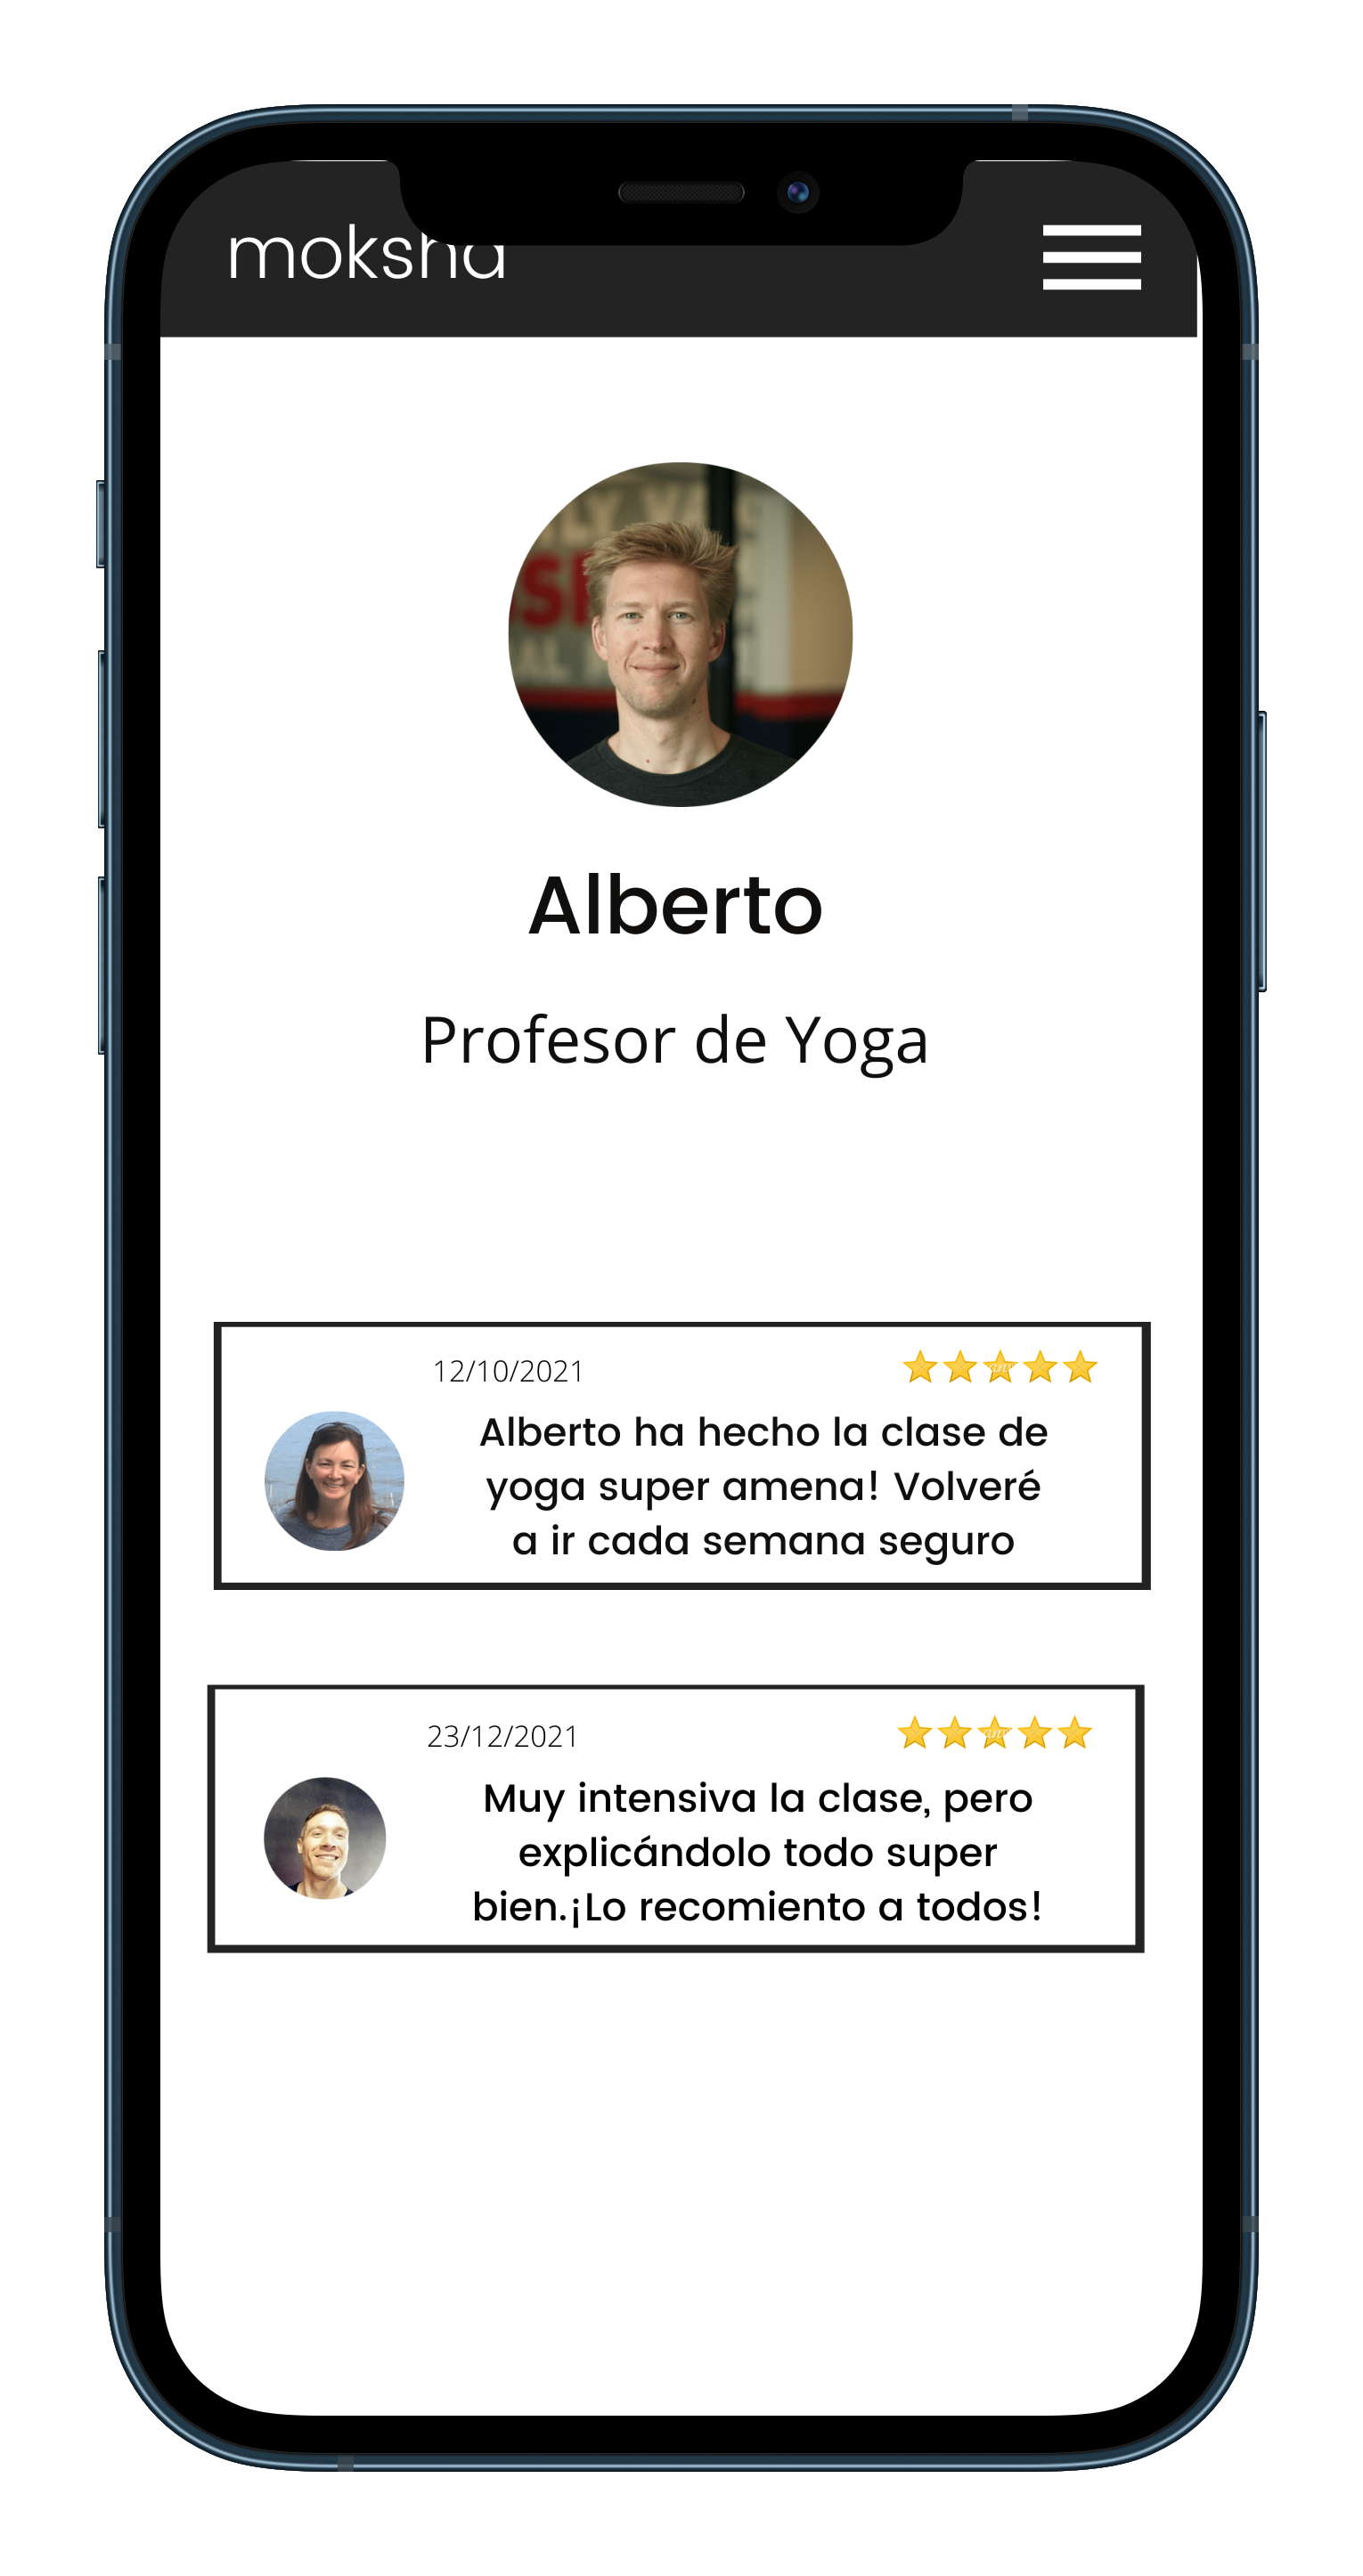 moksha
Alberto
Profesor de Yoga
12/10/2021
Alberto ha hecho la clase de
yoga super amena! Volveré
a ir cada semana seguro
23/12/2021
Muy intensiva la clase, pero
explicándolo todo super
bien.¡Lo recomiento a todos!